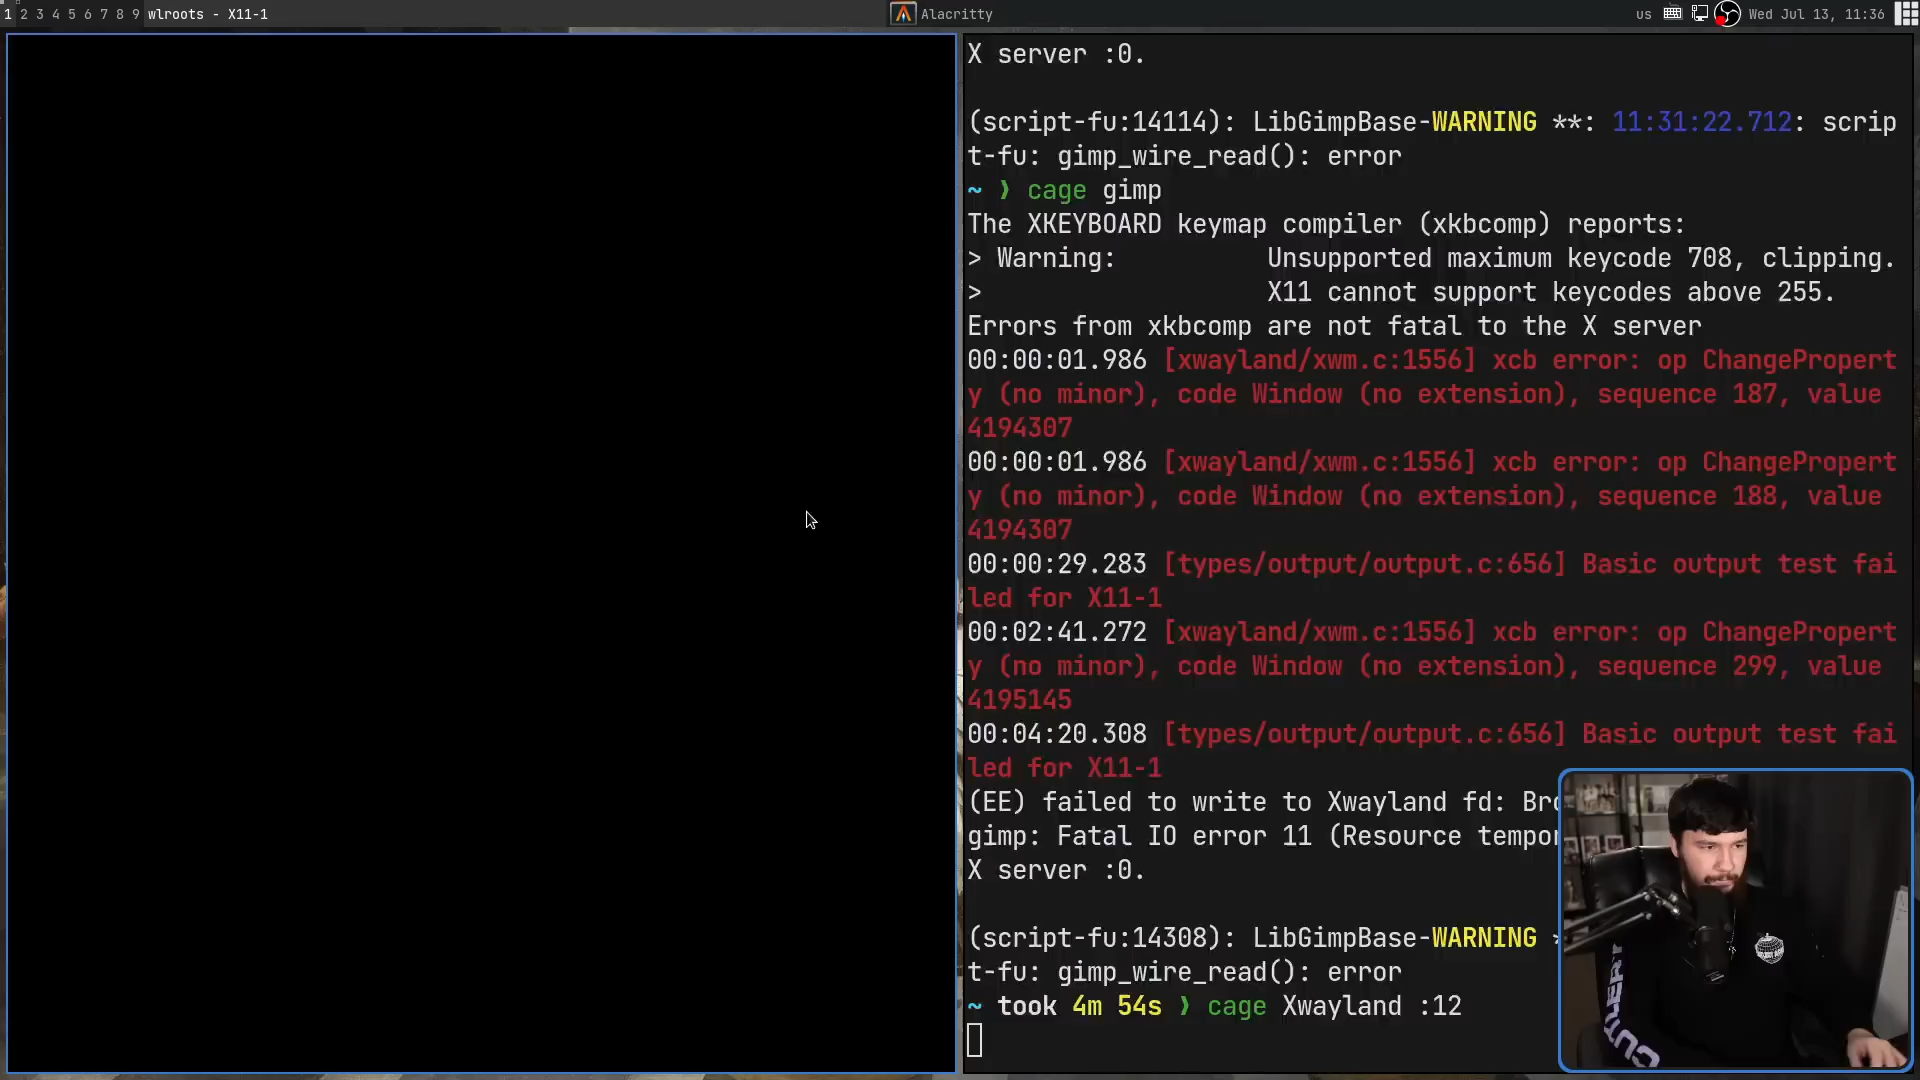 1 2 3 4 5 6 7 8 9 wlroots - X11-1
Alacritty
us
Wed Jul 13, 11:36
X server :0.
(script-fu:14114): LibGimpBase-WARNING **: 11:31:22.712: scrip
t-fu: gimp_wire_read(): error
~ ❯ cage gimp
The XKEYBOARD keymap compiler (xkbcomp) reports:
> Warning:          Unsupported maximum keycode 708, clipping.
>                   X11 cannot support keycodes above 255.
Errors from xkbcomp are not fatal to the X server
00:00:01.986 [xwayland/xwm.c:1556] xcb error: op ChangePropert
y (no minor), code Window (no extension), sequence 187, value
4194307
00:00:01.986 [xwayland/xwm.c:1556] xcb error: op ChangePropert
y (no minor), code Window (no extension), sequence 188, value
4194307
00:00:29.283 [types/output/output.c:656] Basic output test fai
led for X11-1
00:02:41.272 [xwayland/xwm.c:1556] xcb error: op ChangePropert
y (no minor), code Window (no extension), sequence 299, value
4195145
00:04:20.308 [types/output/output.c:656] Basic output test fai
led for X11-1
(EE) failed to write to Xwayland fd: Bro
gimp: Fatal IO error 11 (Resource tempor
X server :0.
(script-fu:14308): LibGimpBase-WARNING *
t-fu: gimp_wire_read(): error
~ took 4m 54s ❯ cage Xwayland :12